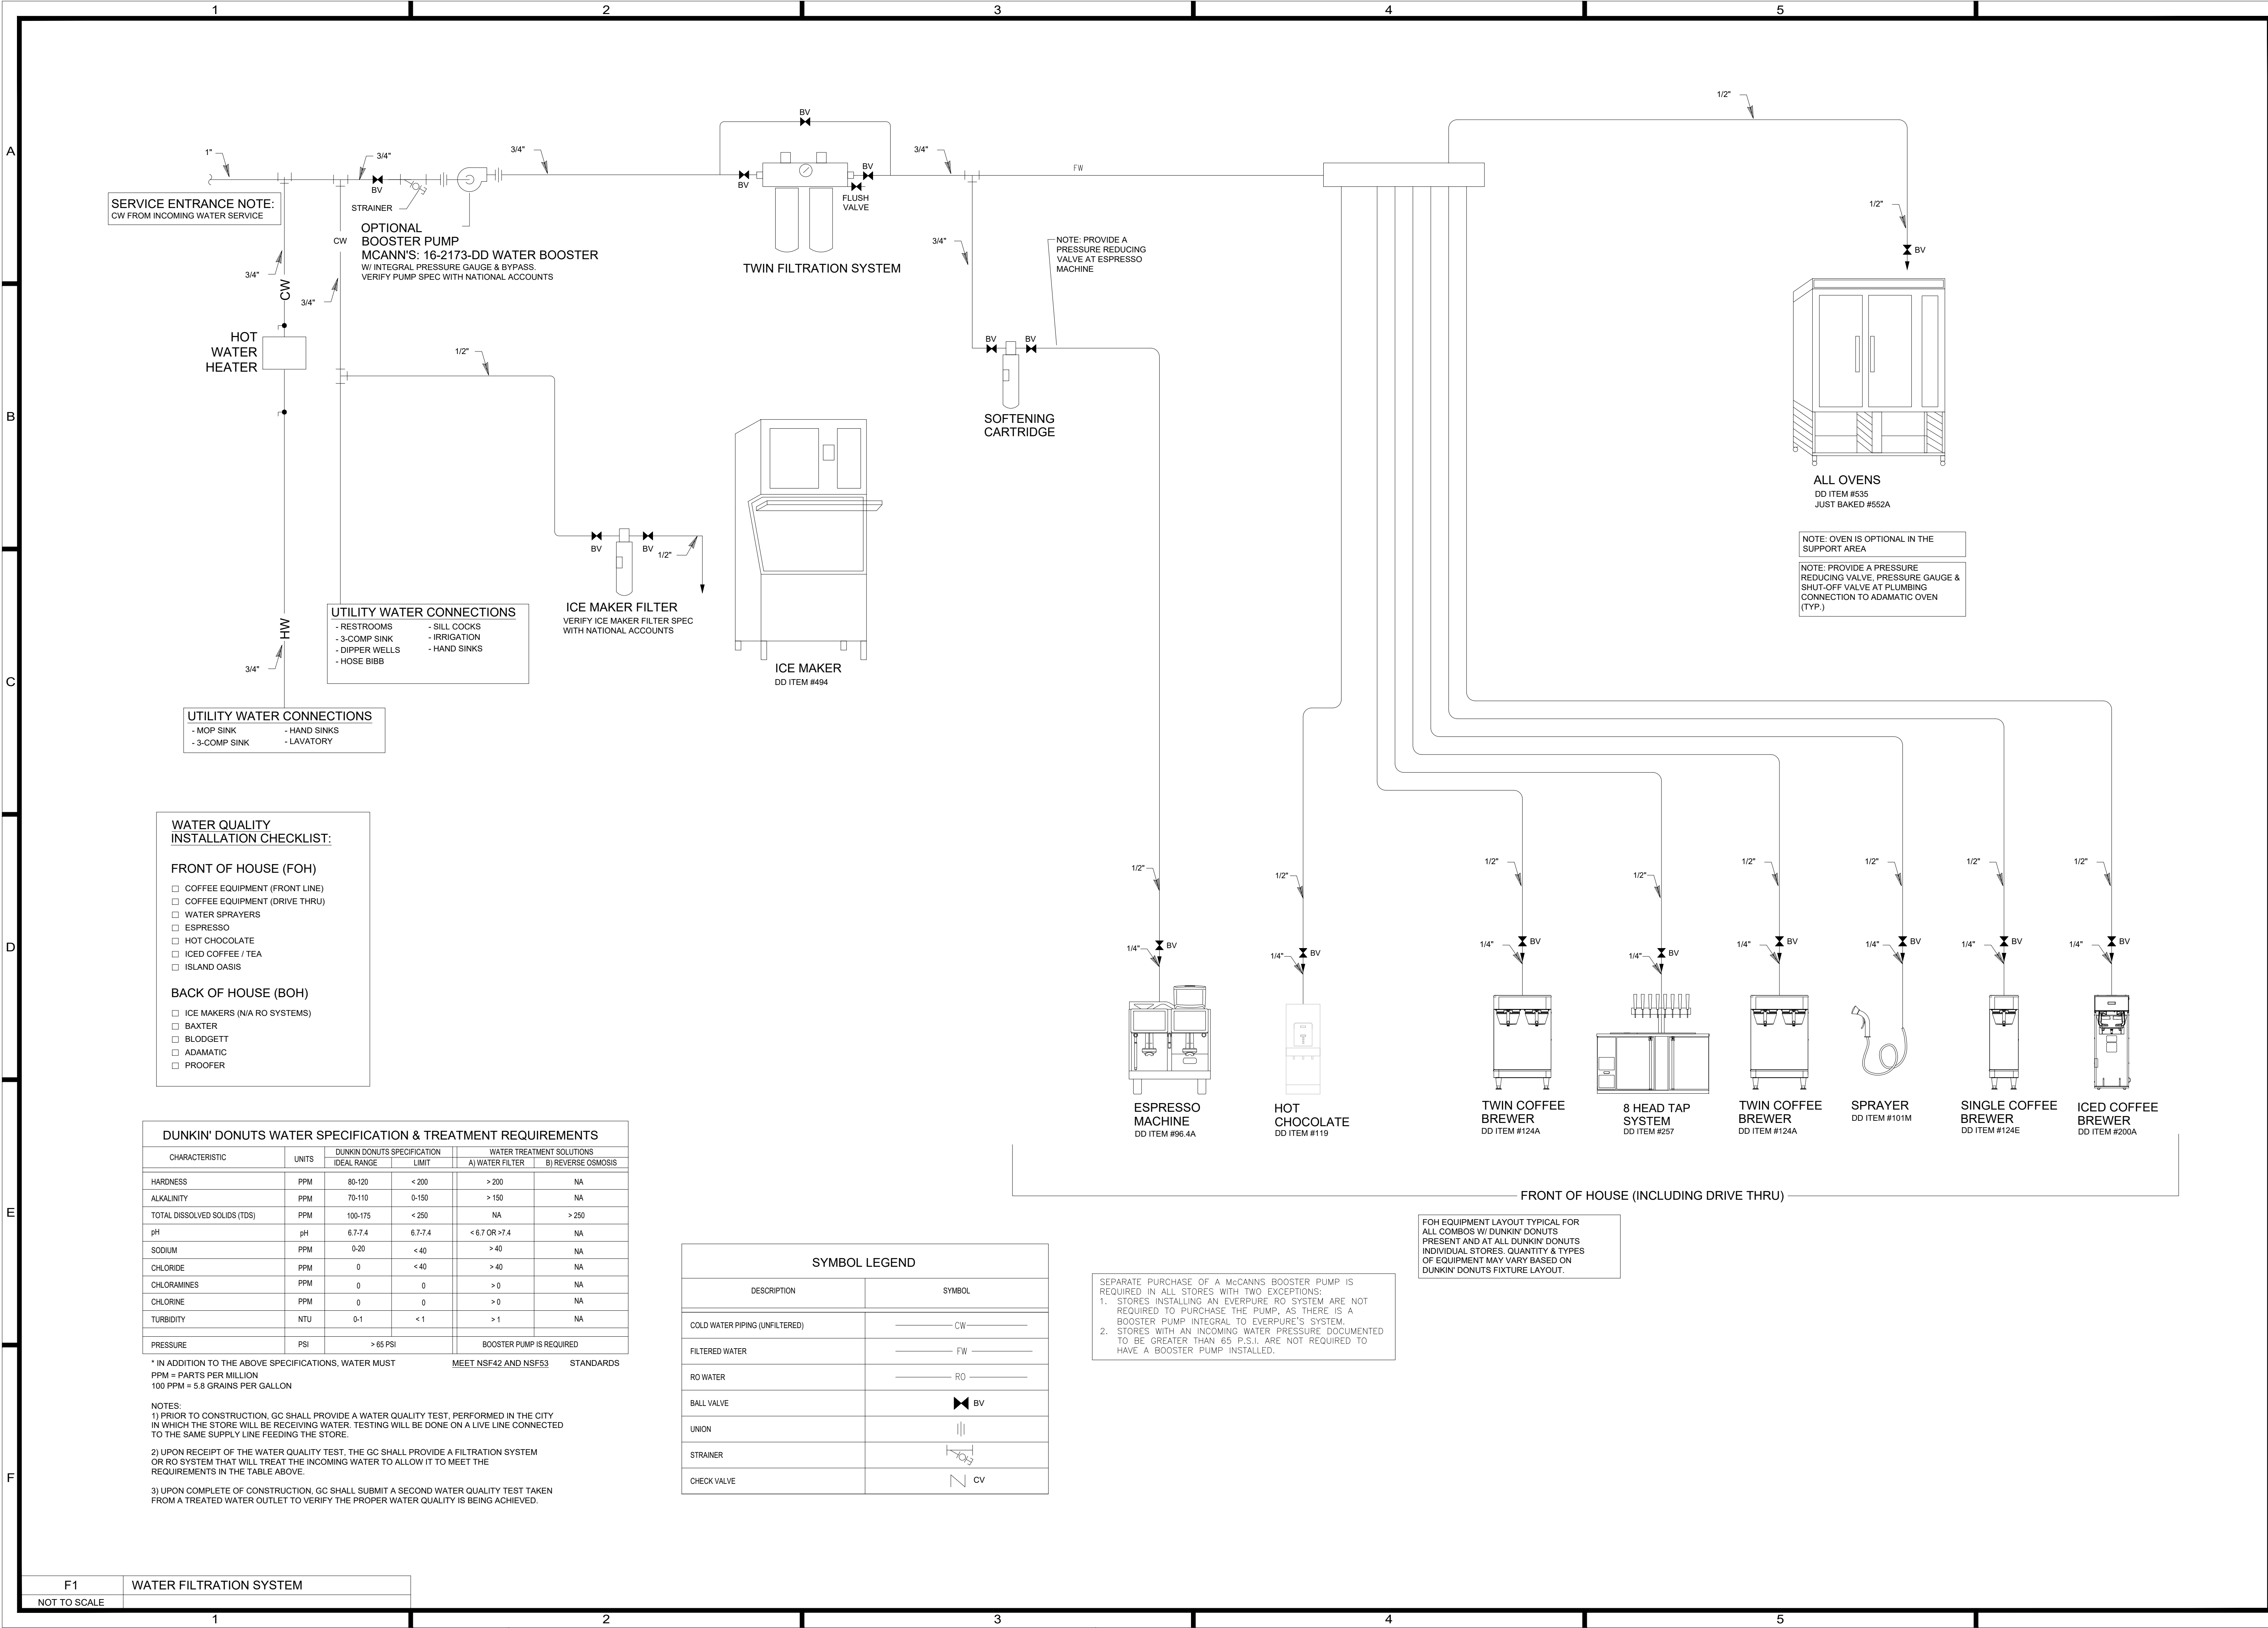 1 2 3 4 5
A
B
C
D
E
F
1"
3/4"
BV
STRAINER
SERVICE ENTRANCE NOTE:
CW FROM INCOMING WATER SERVICE
3/4"
CW
3/4"
CW
3/4"
OPTIONAL
BOOSTER PUMP
MCANN'S: 16-2173-DD WATER BOOSTER
W/ INTEGRAL PRESSURE GAUGE & BYPASS.
VERIFY PUMP SPEC WITH NATIONAL ACCOUNTS
HOT
WATER
HEATER
HW
3/4"
3/4"
BV
BV
BV
FLUSH
VALVE
TWIN FILTRATION SYSTEM
3/4"
FW
3/4"
NOTE: PROVIDE A
PRESSURE REDUCING
VALVE AT ESPRESSO
MACHINE
BV BV
SOFTENING
CARTRIDGE
1/2"
BV BV
1/2"
ICE MAKER FILTER
VERIFY ICE MAKER FILTER SPEC
WITH NATIONAL ACCOUNTS
ICE MAKER
DD ITEM #494
UTILITY WATER CONNECTIONS
- RESTROOMS - SILL COCKS
- 3-COMP SINK - IRRIGATION
- DIPPER WELLS - HAND SINKS
- HOSE BIBB
UTILITY WATER CONNECTIONS
- MOP SINK - HAND SINKS
- 3-COMP SINK - LAVATORY
1/2"
1/2"
BV
ALL OVENS
DD ITEM #535
JUST BAKED #552A
NOTE: OVEN IS OPTIONAL IN THE
SUPPORT AREA
NOTE: PROVIDE A PRESSURE
REDUCING VALVE, PRESSURE GAUGE &
SHUT-OFF VALVE AT PLUMBING
CONNECTION TO ADAMATIC OVEN
(TYP.)
WATER QUALITY
INSTALLATION CHECKLIST:
FRONT OF HOUSE (FOH)
□ COFFEE EQUIPMENT (FRONT LINE)
□ COFFEE EQUIPMENT (DRIVE THRU)
□ WATER SPRAYERS
□ ESPRESSO
□ HOT CHOCOLATE
□ ICED COFFEE / TEA
□ ISLAND OASIS
BACK OF HOUSE (BOH)
□ ICE MAKERS (N/A RO SYSTEMS)
□ BAXTER
□ BLODGETT
□ ADAMATIC
□ PROOFER
1/2" 1/2" 1/2" 1/2" 1/2" 1/2" 1/2" 1/2"
1/4" BV 1/4" BV 1/4" BV 1/4" BV 1/4" BV 1/4" BV 1/4" BV 1/4" BV
ESPRESSO
MACHINE
DD ITEM #96.4A
HOT
CHOCOLATE
DD ITEM #119
TWIN COFFEE
BREWER
DD ITEM #124A
8 HEAD TAP
SYSTEM
DD ITEM #257
TWIN COFFEE
BREWER
DD ITEM #124A
SPRAYER
DD ITEM #101M
SINGLE COFFEE
BREWER
DD ITEM #124E
ICED COFFEE
BREWER
DD ITEM #200A
FRONT OF HOUSE (INCLUDING DRIVE THRU)
FOH EQUIPMENT LAYOUT TYPICAL FOR
ALL COMBOS W/ DUNKIN' DONUTS
PRESENT AND AT ALL DUNKIN' DONUTS
INDIVIDUAL STORES. QUANTITY & TYPES
OF EQUIPMENT MAY VARY BASED ON
DUNKIN' DONUTS FIXTURE LAYOUT.
DUNKIN' DONUTS WATER SPECIFICATION & TREATMENT REQUIREMENTS
CHARACTERISTIC UNITS DUNKIN DONUTS SPECIFICATION WATER TREATMENT SOLUTIONS
IDEAL RANGE LIMIT A) WATER FILTER B) REVERSE OSMOSIS
HARDNESS PPM 80-120 < 200 > 200 NA
ALKALINITY PPM 70-110 0-150 > 150 NA
TOTAL DISSOLVED SOLIDS (TDS) PPM 100-175 < 250 NA > 250
pH pH 6.7-7.4 6.7-7.4 < 6.7 OR >7.4 NA
SODIUM PPM 0-20 < 40 > 40 NA
CHLORIDE PPM 0 < 40 > 40 NA
CHLORAMINES PPM 0 0 > 0 NA
CHLORINE PPM 0 0 > 0 NA
TURBIDITY NTU 0-1 < 1 > 1 NA
PRESSURE PSI > 65 PSI BOOSTER PUMP IS REQUIRED
* IN ADDITION TO THE ABOVE SPECIFICATIONS, WATER MUST MEET NSF42 AND NSF53 STANDARDS
PPM = PARTS PER MILLION
100 PPM = 5.8 GRAINS PER GALLON
NOTES:
1) PRIOR TO CONSTRUCTION, GC SHALL PROVIDE A WATER QUALITY TEST, PERFORMED IN THE CITY
IN WHICH THE STORE WILL BE RECEIVING WATER. TESTING WILL BE DONE ON A LIVE LINE CONNECTED
TO THE SAME SUPPLY LINE FEEDING THE STORE.
2) UPON RECEIPT OF THE WATER QUALITY TEST, THE GC SHALL PROVIDE A FILTRATION SYSTEM
OR RO SYSTEM THAT WILL TREAT THE INCOMING WATER TO ALLOW IT TO MEET THE
REQUIREMENTS IN THE TABLE ABOVE.
3) UPON COMPLETE OF CONSTRUCTION, GC SHALL SUBMIT A SECOND WATER QUALITY TEST TAKEN
FROM A TREATED WATER OUTLET TO VERIFY THE PROPER WATER QUALITY IS BEING ACHIEVED.
SYMBOL LEGEND
DESCRIPTION SYMBOL
COLD WATER PIPING (UNFILTERED) CW
FILTERED WATER FW
RO WATER RO
BALL VALVE BV
UNION
STRAINER
CHECK VALVE CV
SEPARATE PURCHASE OF A McCANNS BOOSTER PUMP IS
REQUIRED IN ALL STORES WITH TWO EXCEPTIONS:
1. STORES INSTALLING AN EVERPURE RO SYSTEM ARE NOT
REQUIRED TO PURCHASE THE PUMP, AS THERE IS A
BOOSTER PUMP INTEGRAL TO EVERPURE'S SYSTEM.
2. STORES WITH AN INCOMING WATER PRESSURE DOCUMENTED
TO BE GREATER THAN 65 P.S.I. ARE NOT REQUIRED TO
HAVE A BOOSTER PUMP INSTALLED.
F1 WATER FILTRATION SYSTEM
NOT TO SCALE
1 2 3 4 5